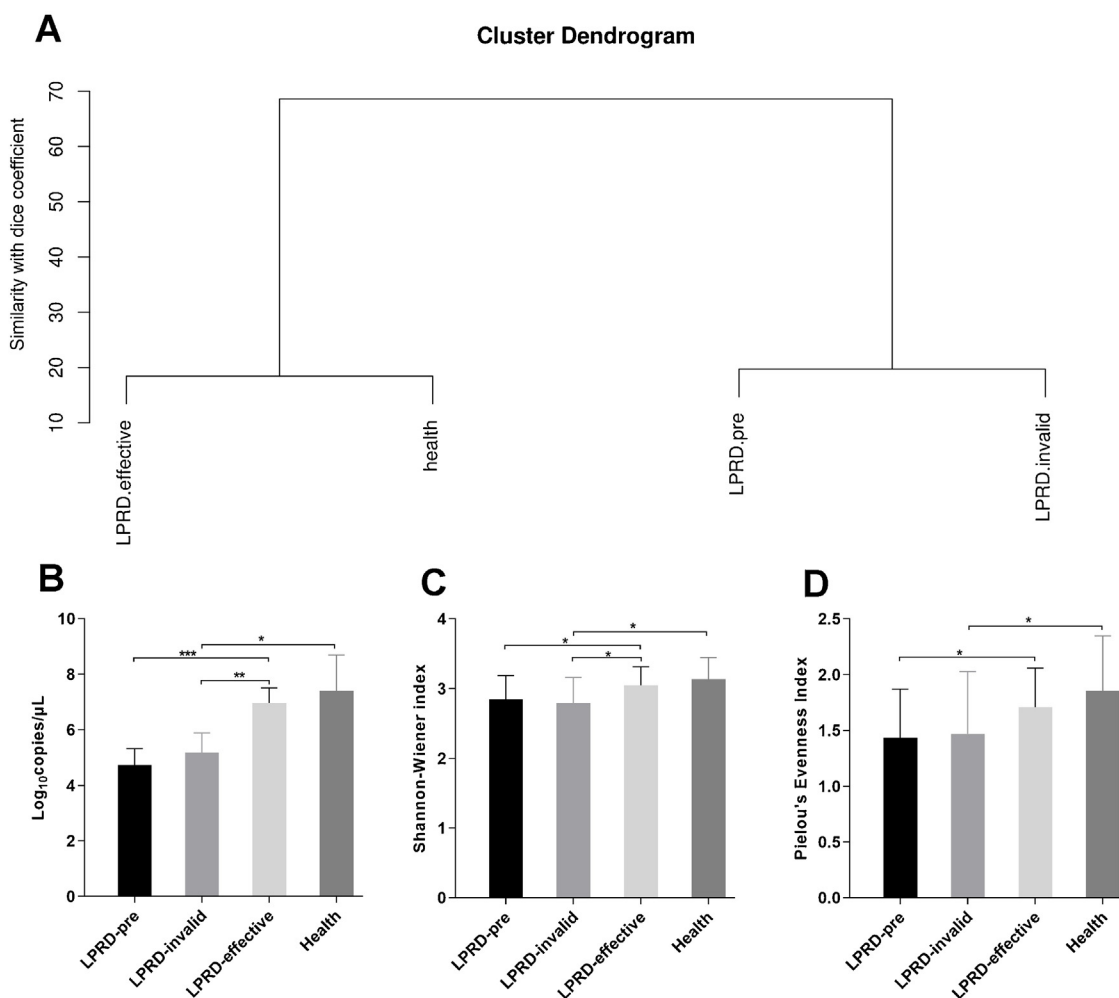 A
Cluster Dendrogram
Similarity with dice coefficient
70
60
50
40
30
20
10
LPRD.effective
health
LPRD.pre
LPRD.invalid
B
Log10copies/μL
10
8
6
4
2
0
***
**
*
LPRD-pre
LPRD-invalid
LPRD-effective
Health
C
Shannon-Wiener index
4
3
2
1
0
*
*
*
LPRD-pre
LPRD-invalid
LPRD-effective
Health
D
Pielou's Evenness Index
2.5
2.0
1.5
1.0
0.5
0.0
*
*
LPRD-pre
LPRD-invalid
LPRD-effective
Health